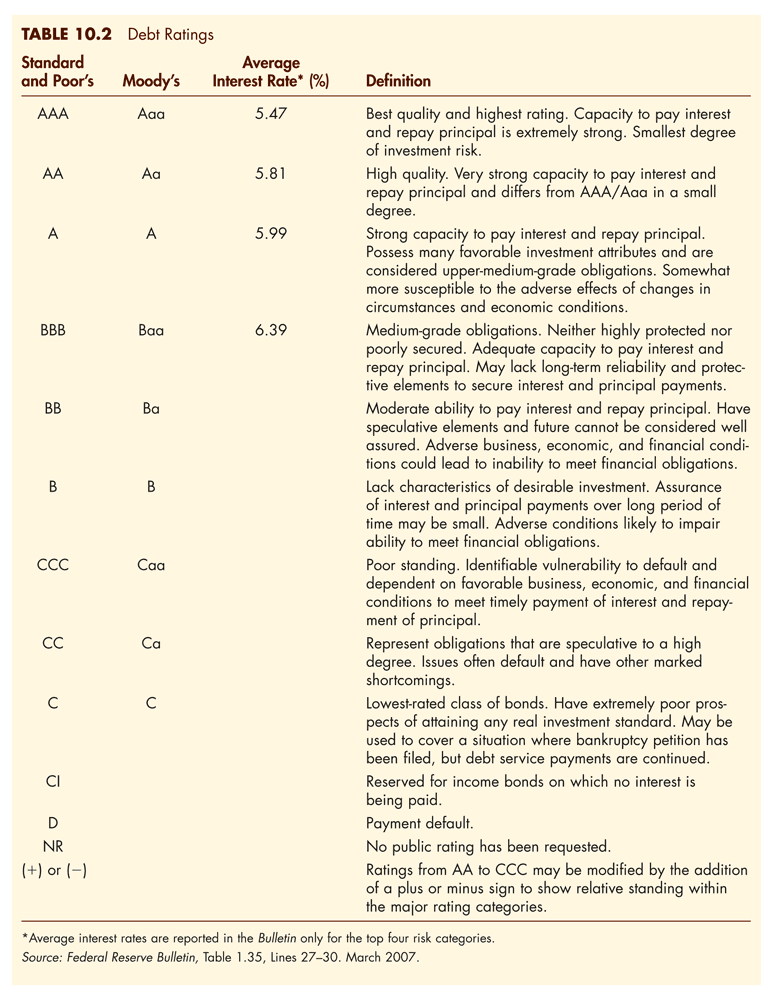 TABLE 10.2 Debt Ratings
Standard and Poor's Moody's Average Interest Rate* (%) Definition
AAA Aaa 5.47 Best quality and highest rating. Capacity to pay interest
and repay principal is extremely strong. Smallest degree
of investment risk.
AA Aa 5.81 High quality. Very strong capacity to pay interest and
repay principal and differs from AAA/Aaa in a small
degree.
A A 5.99 Strong capacity to pay interest and repay principal.
Possess many favorable investment attributes and are
considered upper-medium-grade obligations. Somewhat
more susceptible to the adverse effects of changes in
circumstances and economic conditions.
BBB Baa 6.39 Medium-grade obligations. Neither highly protected nor
poorly secured. Adequate capacity to pay interest and
repay principal. May lack long-term reliability and protec-
tive elements to secure interest and principal payments.
BB Ba Moderate ability to pay interest and repay principal. Have
speculative elements and future cannot be considered well
assured. Adverse business, economic, and financial condi-
tions could lead to inability to meet financial obligations.
B B Lack characteristics of desirable investment. Assurance
of interest and principal payments over long period of
time may be small. Adverse conditions likely to impair
ability to meet financial obligations.
CCC Caa Poor standing. Identifiable vulnerability to default and
dependent on favorable business, economic, and financial
conditions to meet timely payment of interest and repay-
ment of principal.
CC Ca Represent obligations that are speculative to a high
degree. Issues often default and have other marked
shortcomings.
C C Lowest-rated class of bonds. Have extremely poor pros-
pects of attaining any real investment standard. May be
used to cover a situation where bankruptcy petition has
been filed, but debt service payments are continued.
CI Reserved for income bonds on which no interest is
being paid.
D Payment default.
NR No public rating has been requested.
(+) or (−) Ratings from AA to CCC may be modified by the addition
of a plus or minus sign to show relative standing within
the major rating categories.
*Average interest rates are reported in the Bulletin only for the top four risk categories.
Source: Federal Reserve Bulletin, Table 1.35, Lines 27–30. March 2007.